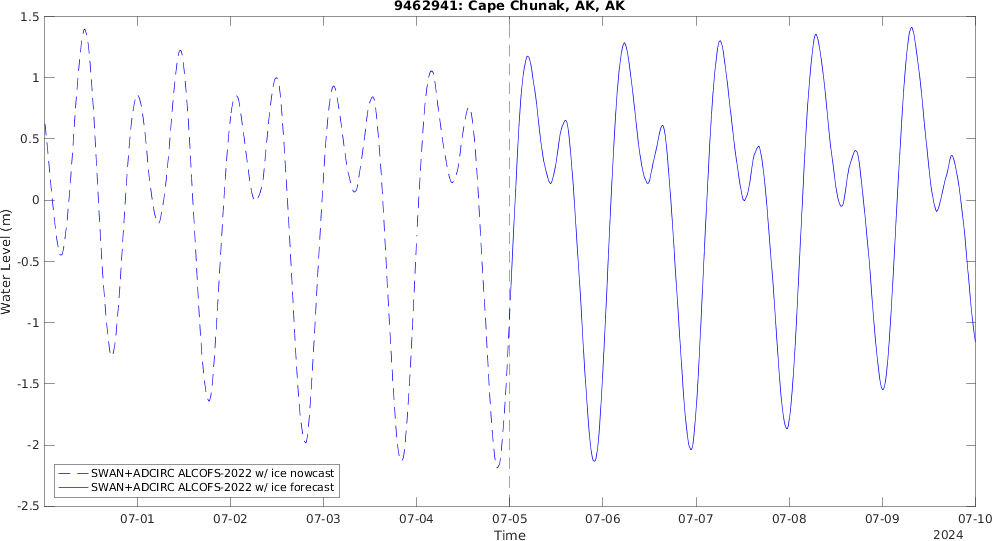 9462941: Cape Chunak, AK, AK
1.5
1
0.5
0
-0.5
-1
-1.5
-2
-2.5
Water Level (m)
SWAN+ADCIRC ALCOFS-2022 w/ ice nowcast
SWAN+ADCIRC ALCOFS-2022 w/ ice forecast
07-01 07-02 07-03 07-04 07-05 07-06 07-07 07-08 07-09 07-10
Time
2024